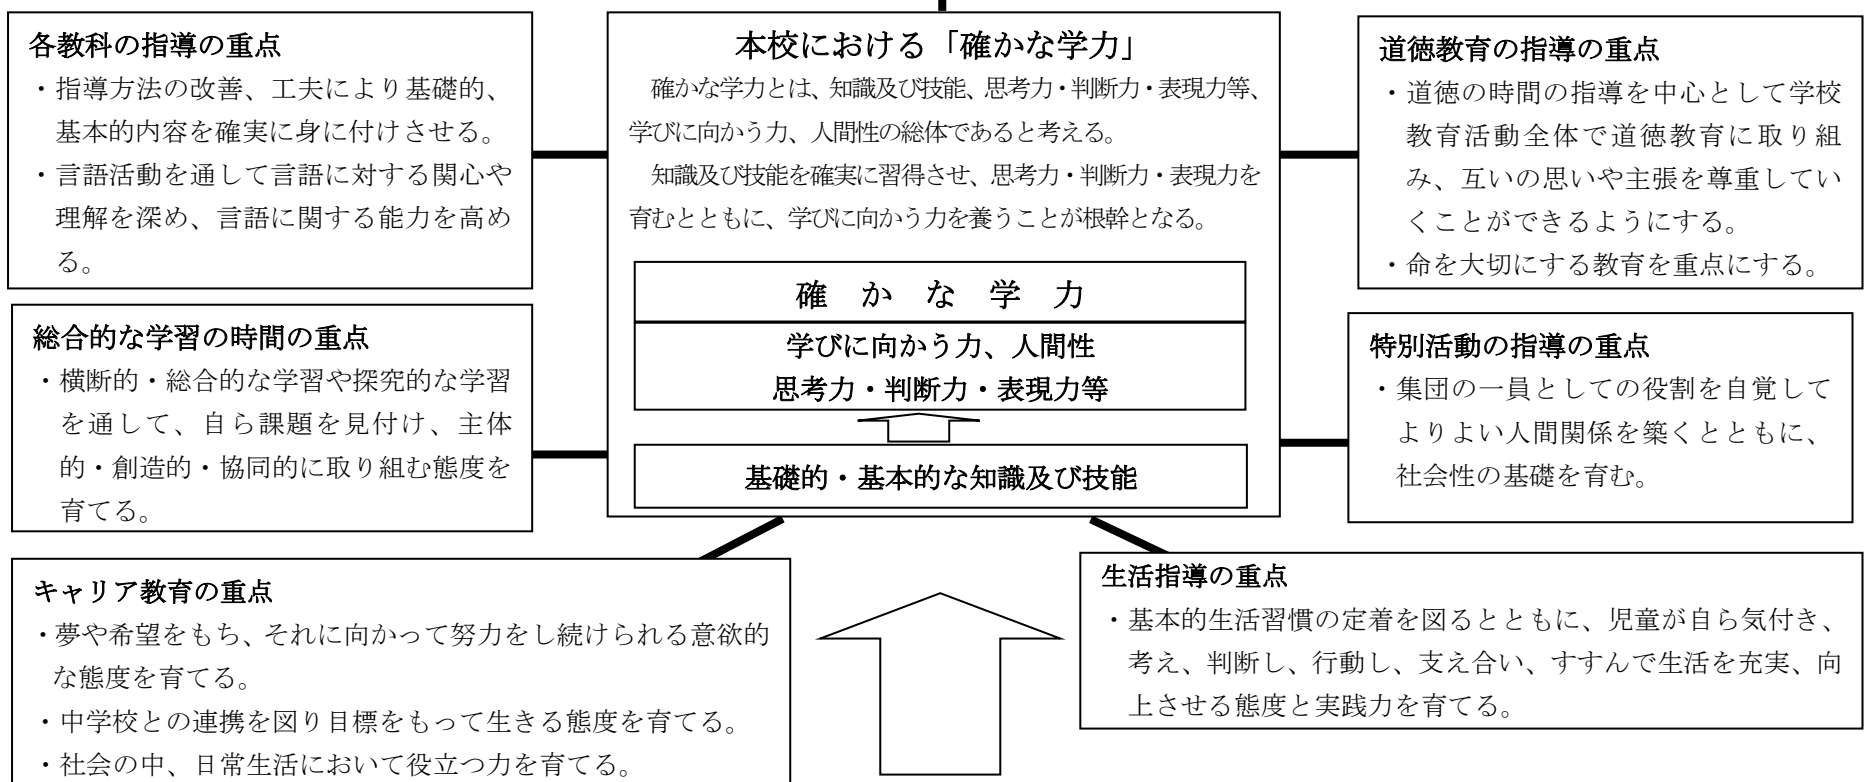 各教科の指導の重点
・指導方法の改善、工夫により基礎的、
基本的内容を確実に身に付けさせる。
・言語活動を通して言語に対する関心や
理解を深め、言語に関する能力を高め
る。
総合的な学習の時間の重点
・横断的・総合的な学習や探究的な学習
を通して、自ら課題を見付け、主体
的・創造的・協同的に取り組む態度を
育てる。
本校における「確かな学力」
確かな学力とは、知識及び技能、思考力・判断力・表現力等、
学びに向かう力、人間性の総体であると考える。
知識及び技能を確実に習得させ、思考力・判断力・表現力を
育むとともに、学びに向かう力を養うことが根幹となる。
確 か な 学 力
学びに向かう力、人間性
思考力・判断力・表現力等
基礎的・基本的な知識及び技能
道徳教育の指導の重点
・道徳の時間の指導を中心として学校
教育活動全体で道徳教育に取り組
み、互いの思いや主張を尊重してい
くことができるようにする。
・命を大切にする教育を重点にする。
特別活動の指導の重点
・集団の一員としての役割を自覚して
よりよい人間関係を築くとともに、
社会性の基礎を育む。
キャリア教育の重点
・夢や希望をもち、それに向かって努力をし続けられる意欲的
な態度を育てる。
・中学校との連携を図り目標をもって生きる態度を育てる。
・社会の中、日常生活において役立つ力を育てる。
生活指導の重点
・基本的生活習慣の定着を図るとともに、児童が自ら気付き、
考え、判断し、行動し、支え合い、すすんで生活を充実、向
上させる態度と実践力を育てる。